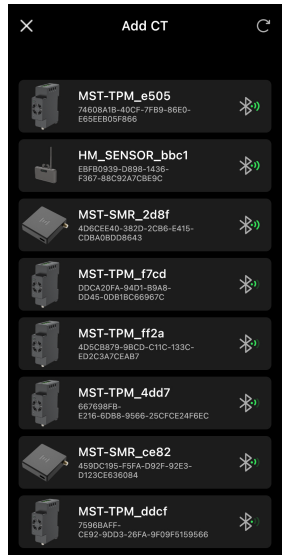 Add CT
MST-TPM_e505
74608A1B-40CF-7FB9-86E0-
E65EEB05F866
HM_SENSOR_bbc1
EBFB0939-D898-1436-
F367-88C92A7CBE9C
MST-SMR_2d8f
4D6CEE40-382D-2CB6-E415-
CDBA0BDD8643
MST-TPM_f7cd
DDCA20FA-94D1-B9A8-
DD45-0DB1BC66967C
MST-TPM_ff2a
4D5CB879-9BCD-C11C-133C-
ED2C3A7CEAB7
MST-TPM_4dd7
667698FB-
E216-6DB8-9566-25CFCE24F6EC
MST-SMR_ce82
459DC195-F5FA-D92F-92E3-
D123CE636084
MST-TPM_ddcf
7596BAFF-
CE92-9DD3-26FA-9F09F5159566